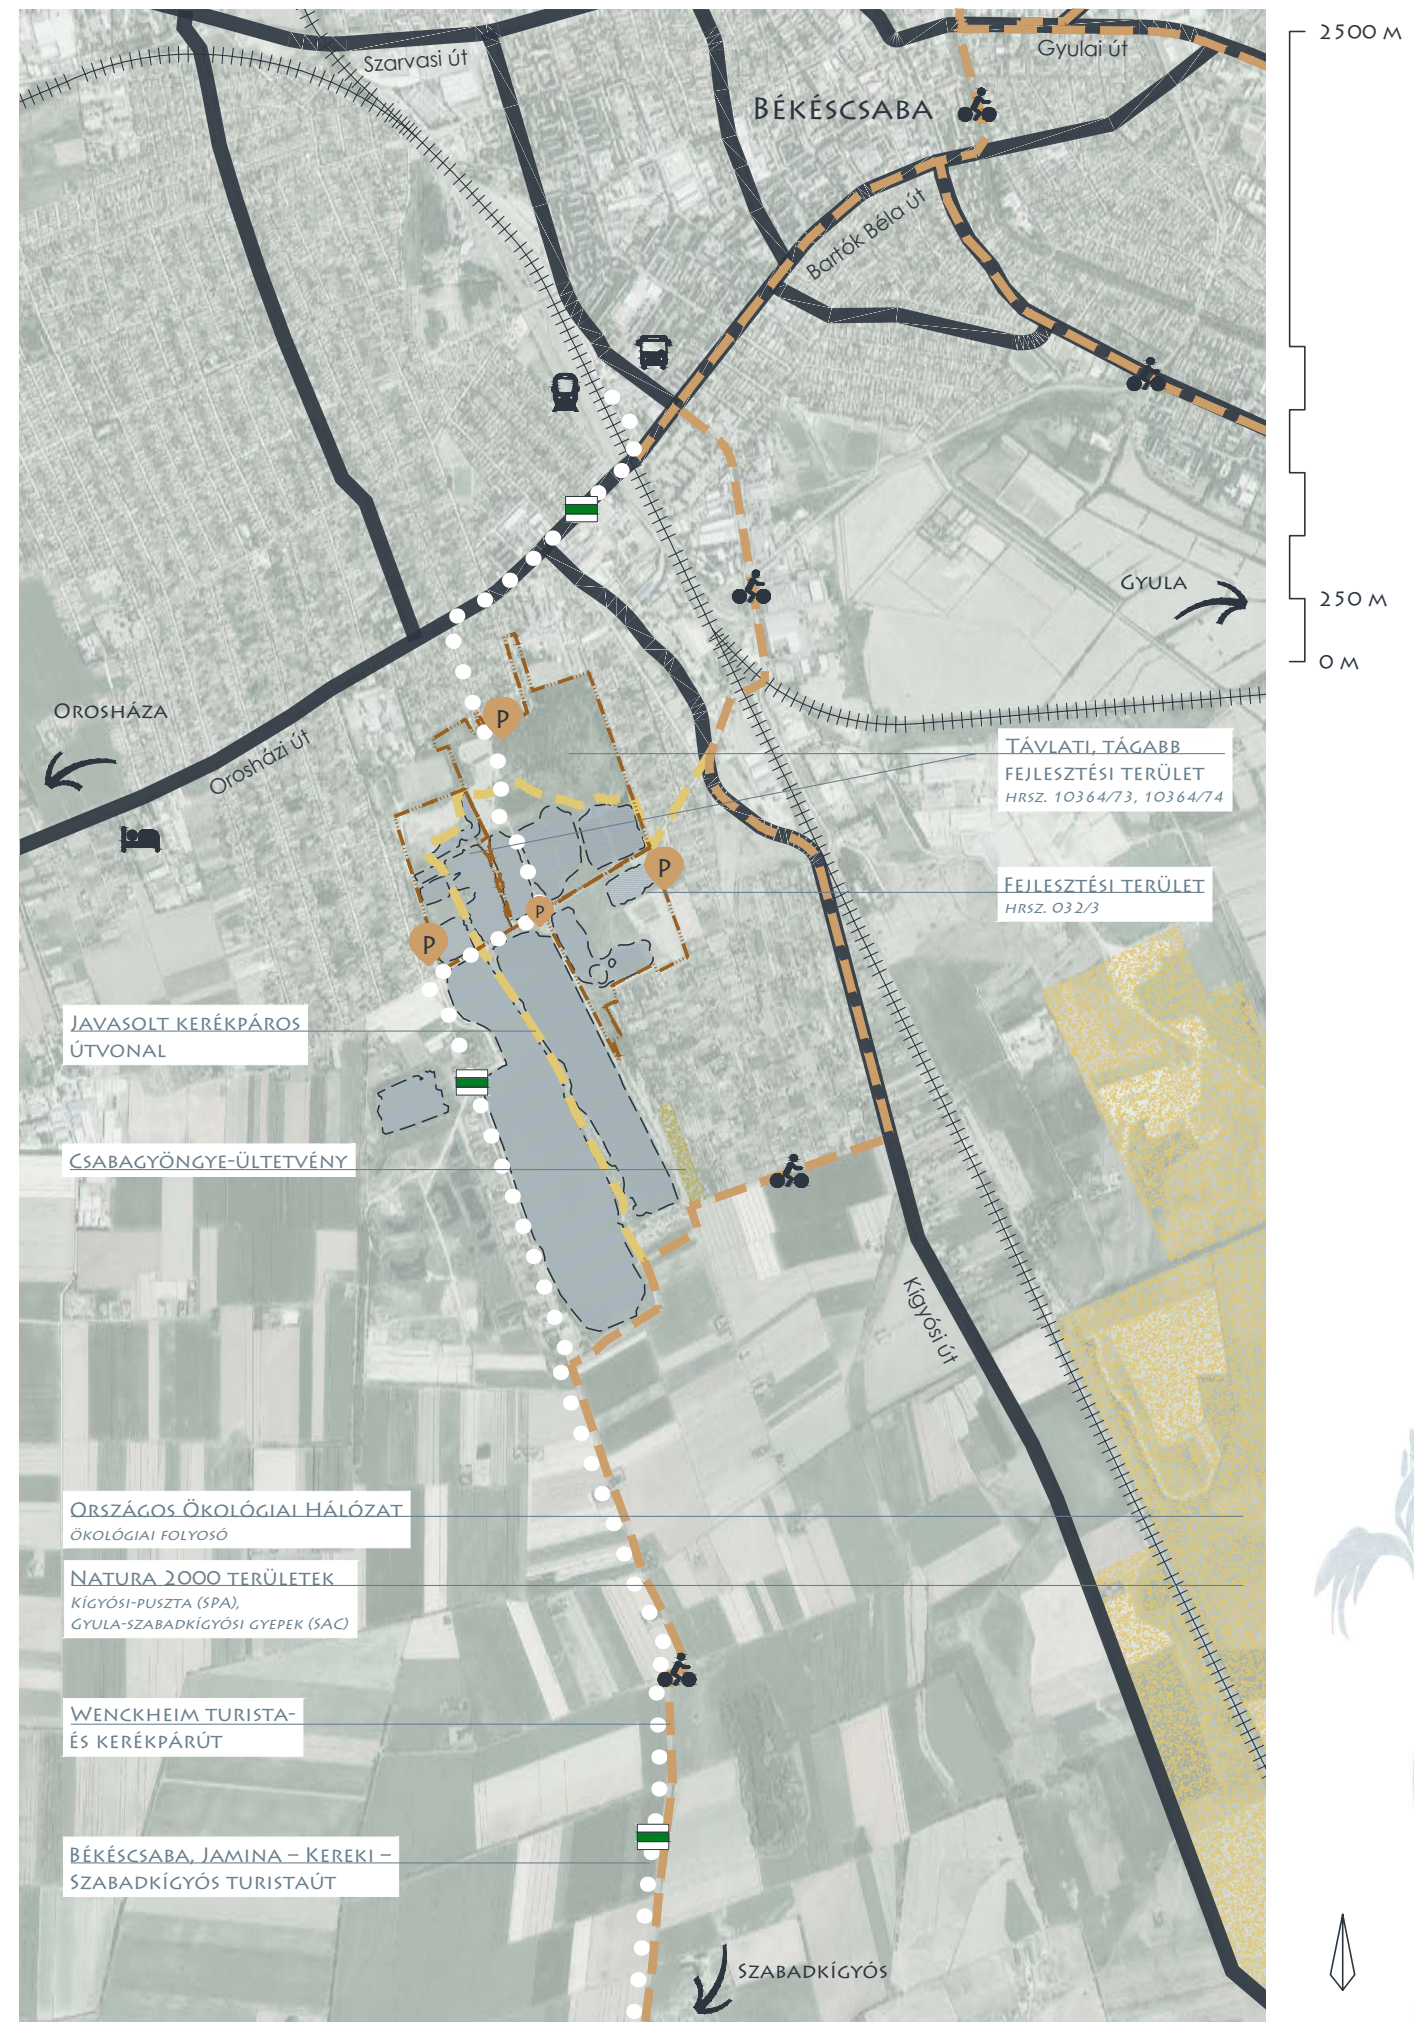 2500 M
Szarvasi út
Gyulai út
BÉKÉSCSABA
Bartók Béla út
GYULA
250 M
0 M
OROSHÁZA
Orosházi út
P
TÁVLATI, TÁGABB
FEJLESZTÉSI TERÜLET
HRSZ. 10364/73, 10364/74
P
FEJLESZTÉSI TERÜLET
HRSZ. 032/3
P
P
JAVASOLT KERÉKPÁROS
ÚTVONAL
CSABAGYÖNGYE-ÜLTETVÉNY
Kígyósi út
ORSZÁGOS ÖKOLÓGIAI HÁLÓZAT
ÖKOLÓGIAI FOLYOSÓ
NATURA 2000 TERÜLETEK
KÍGYÓSI-PUSZTA (SPA),
GYULA-SZABADKÍGYÓSI GYEPEK (SAC)
WENCKHEIM TURISTA-
ÉS KERÉKPÁRÚT
BÉKÉSCSABA, JAMINA – KEREKI –
SZABADKÍGYÓS TURISTAÚT
SZABADKÍGYÓS